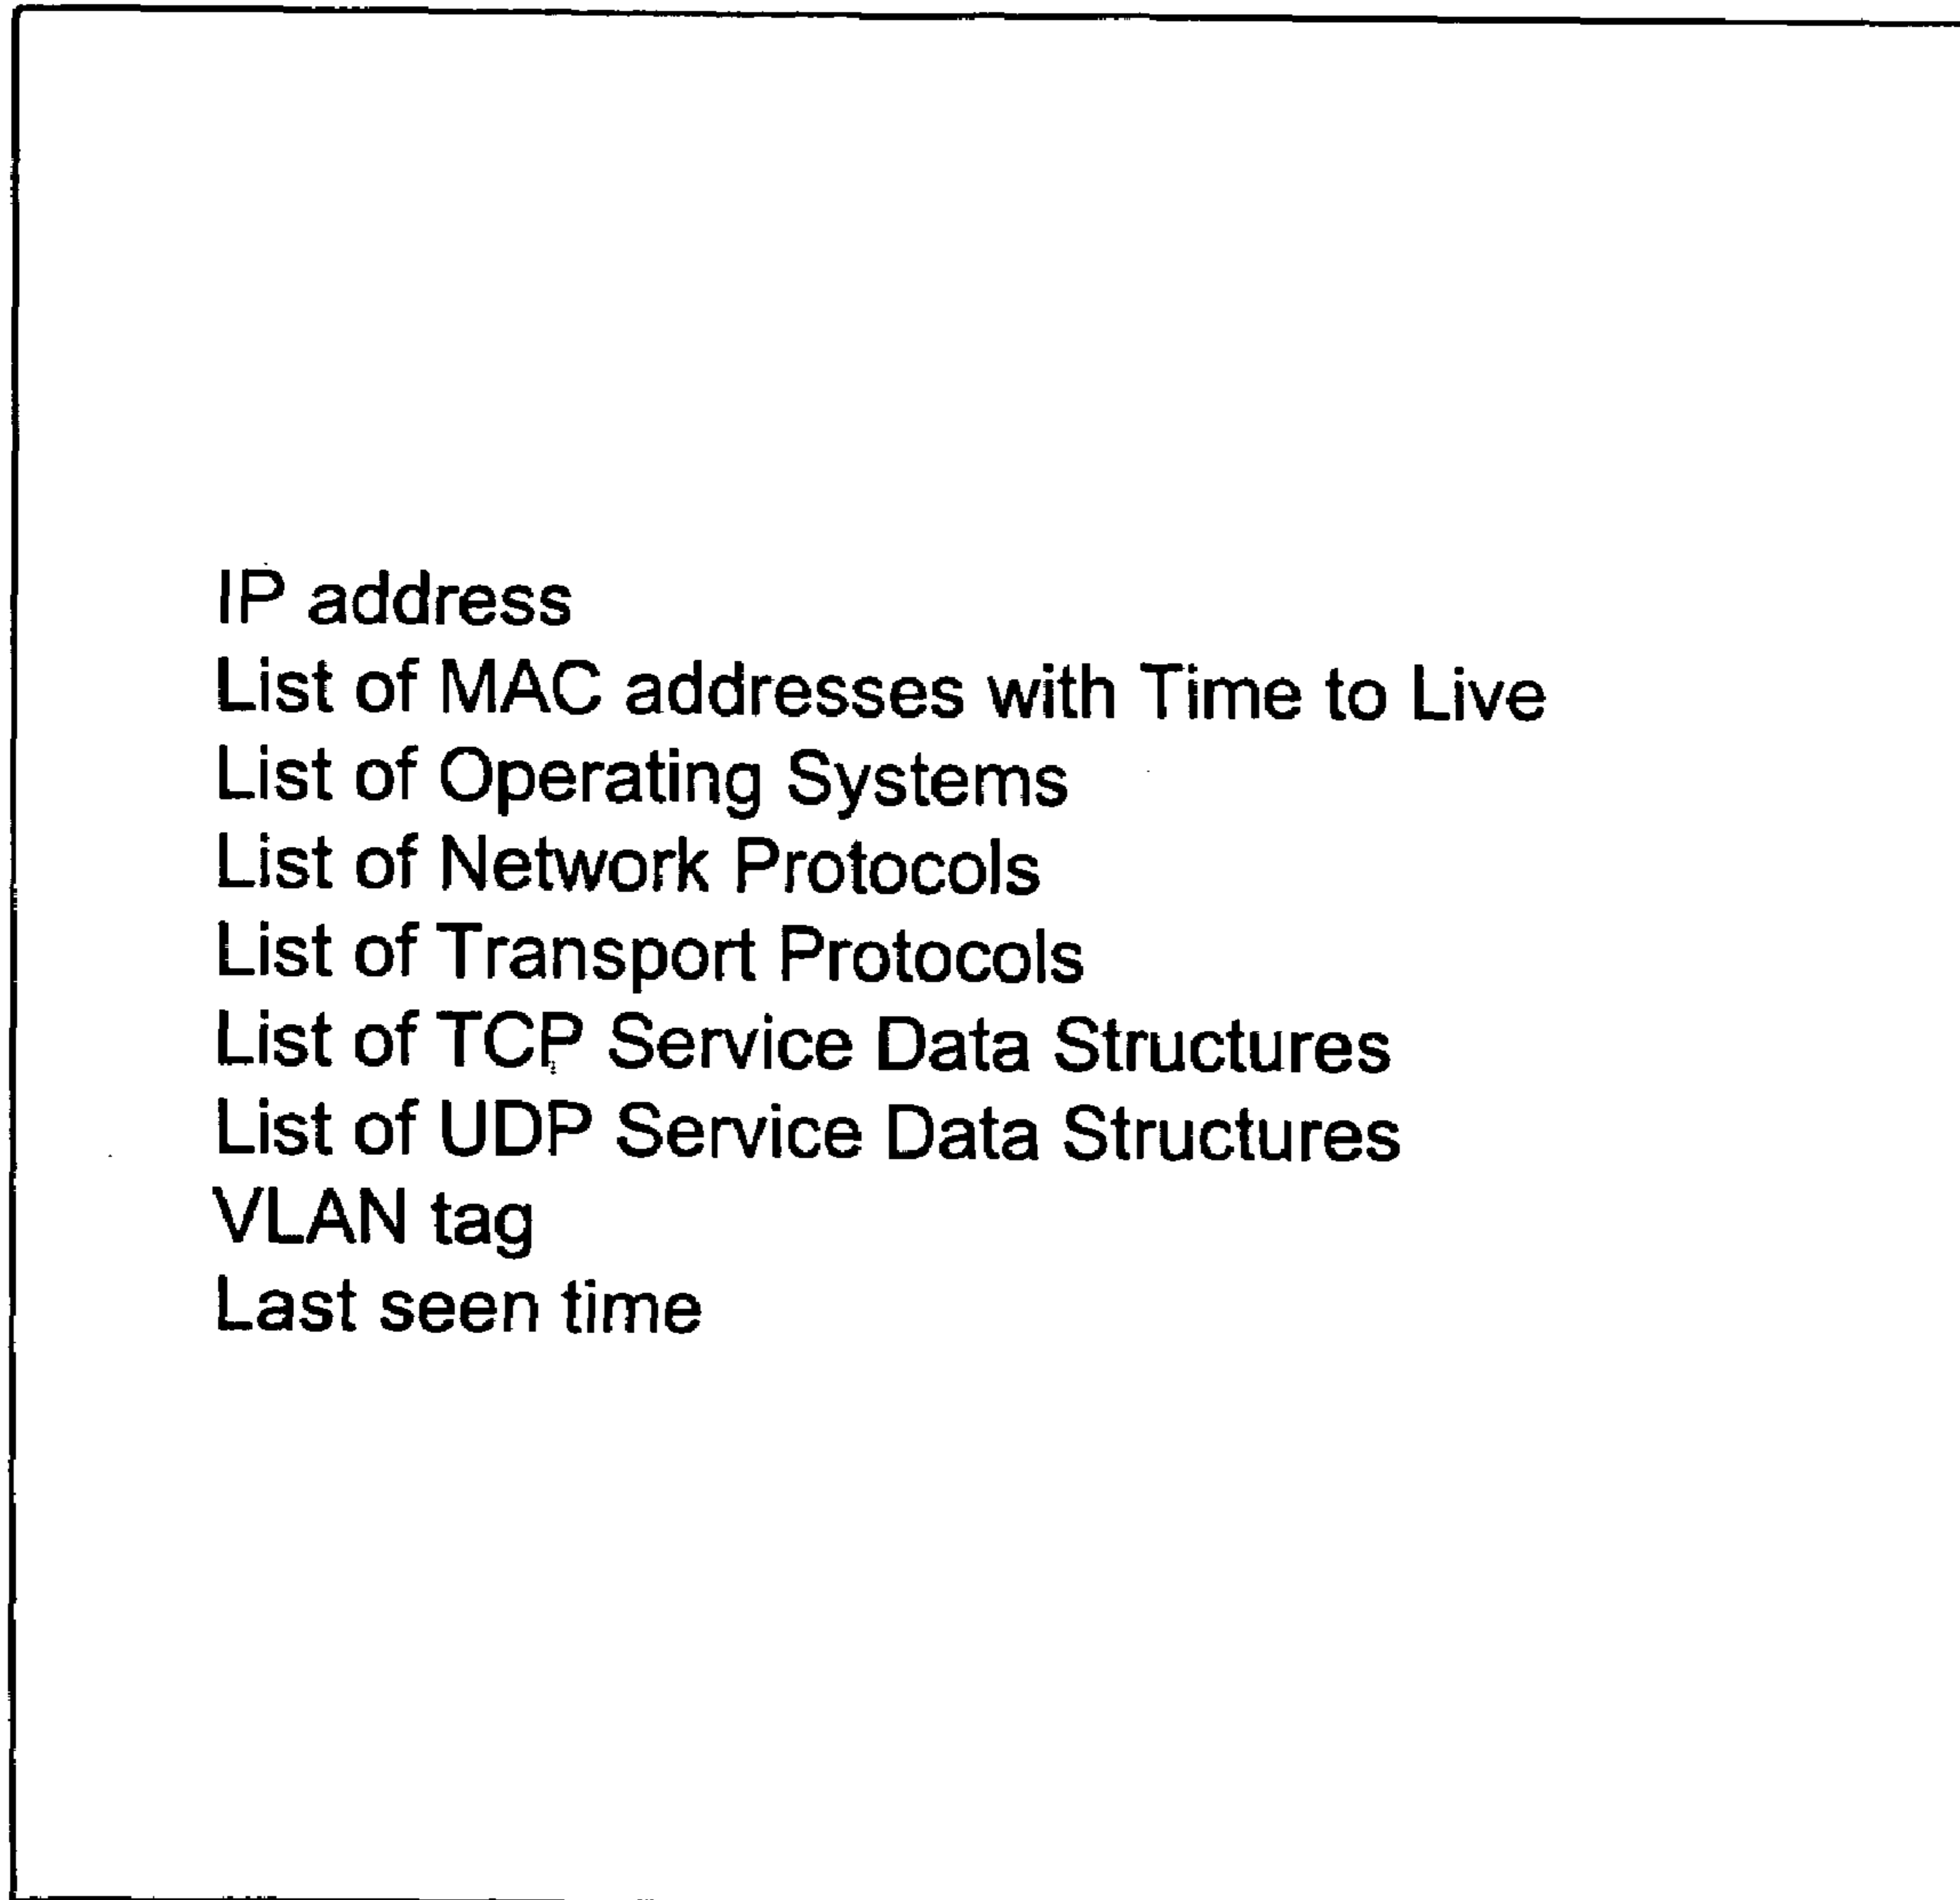 IP address
List of MAC addresses with Time to Live
List of Operating Systems
List of Network Protocols
List of Transport Protocols
List of TCP Service Data Structures
List of UDP Service Data Structures
VLAN tag
Last seen time